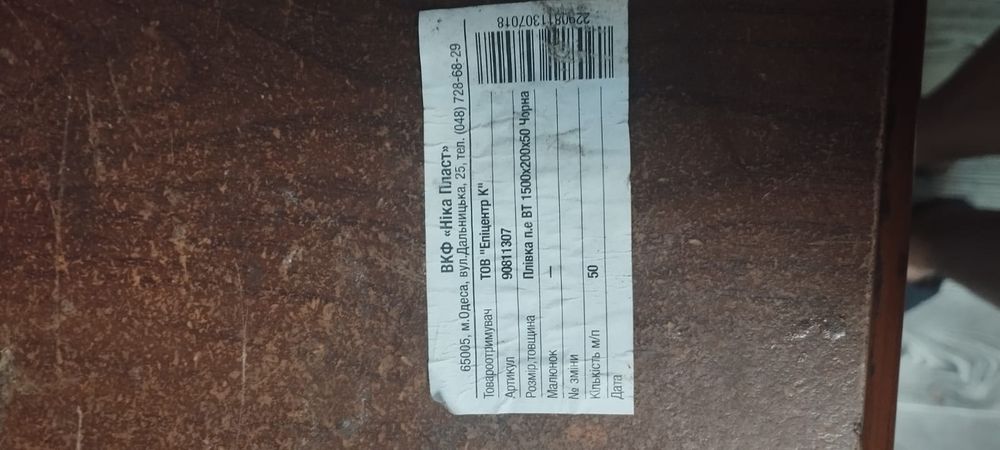 ВКФ «Ніка Пласт»
65005, м.Одеса, вул.Дальницька, 25, тел. (048) 728-68-29
Товароотримувач ТОВ "Епіцентр К"
Артикул 90811307
Розмір,товщина Плівка п.е ВТ 1500х200х50 Чорна
Малюнок –
№ зміни
Кількість м/п 50
Дата
2290811307018